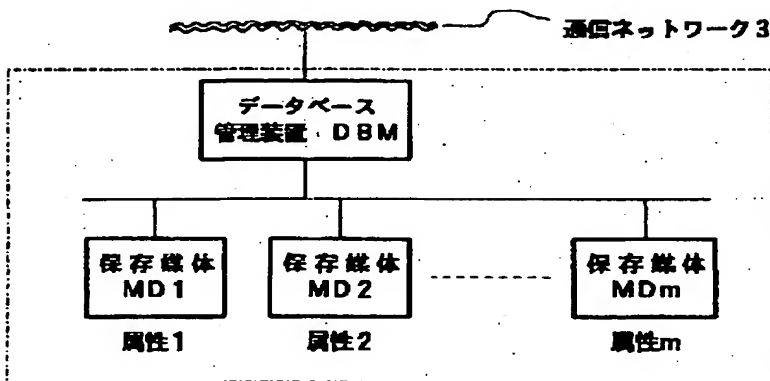 通信ネットワーク3
データベース
管理装置 DBM
保存媒体
MD1
保存媒体
MD2
保存媒体
MDm
属性1
属性2
属性m